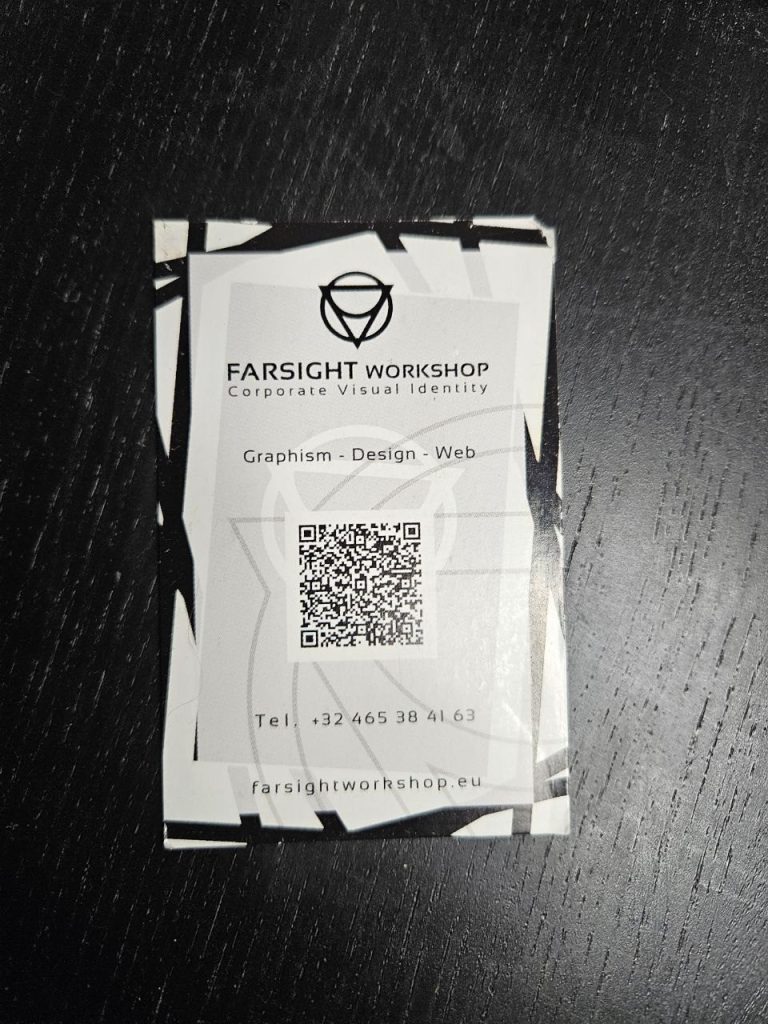 FARSIGHT WORKSHOP
Corporate Visual Identity
Graphism - Design - Web
Tel. +32 465 38 41 63
farsightworkshop.eu